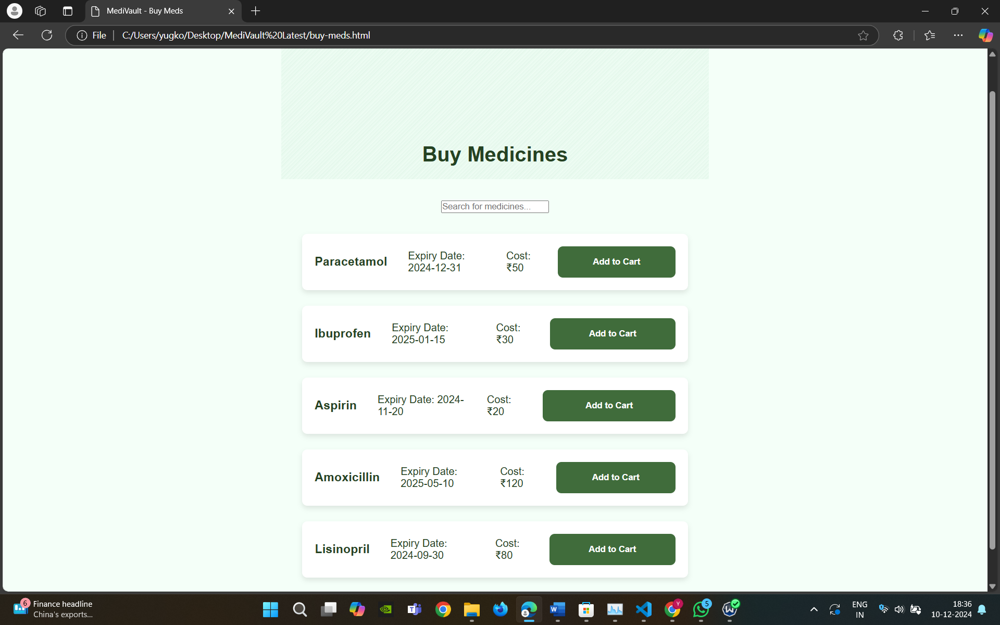 MediVault - Buy Meds
File
C:/Users/yugko/Desktop/MediVault%20Latest/buy-meds.html
Buy Medicines
Search for medicines...
Paracetamol
Expiry Date:
2024-12-31
Cost:
₹50
Add to Cart
Ibuprofen
Expiry Date:
2025-01-15
Cost:
₹30
Add to Cart
Aspirin
Expiry Date: 2024-
11-20
Cost:
₹20
Add to Cart
Amoxicillin
Expiry Date:
2025-05-10
Cost:
₹120
Add to Cart
Lisinopril
Expiry Date:
2024-09-30
Cost:
₹80
Add to Cart
6
Finance headline
China's exports...
T
W
Y
5
W
ENG
IN
18:36
10-12-2024